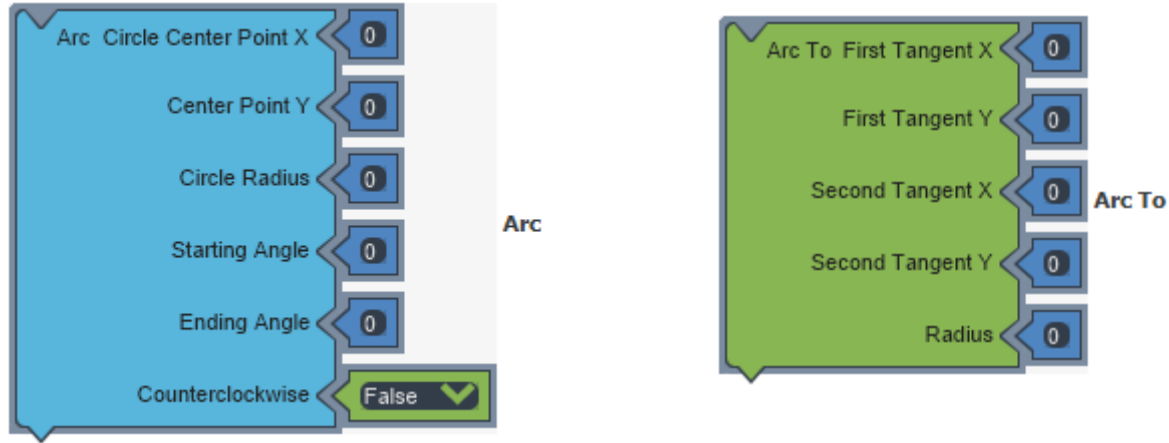 Arc Circle Center Point X 0
Center Point Y 0
Circle Radius 0
Starting Angle 0
Ending Angle 0
Counterclockwise False
Arc
Arc To First Tangent X 0
First Tangent Y 0
Second Tangent X 0
Second Tangent Y 0
Radius 0
Arc To